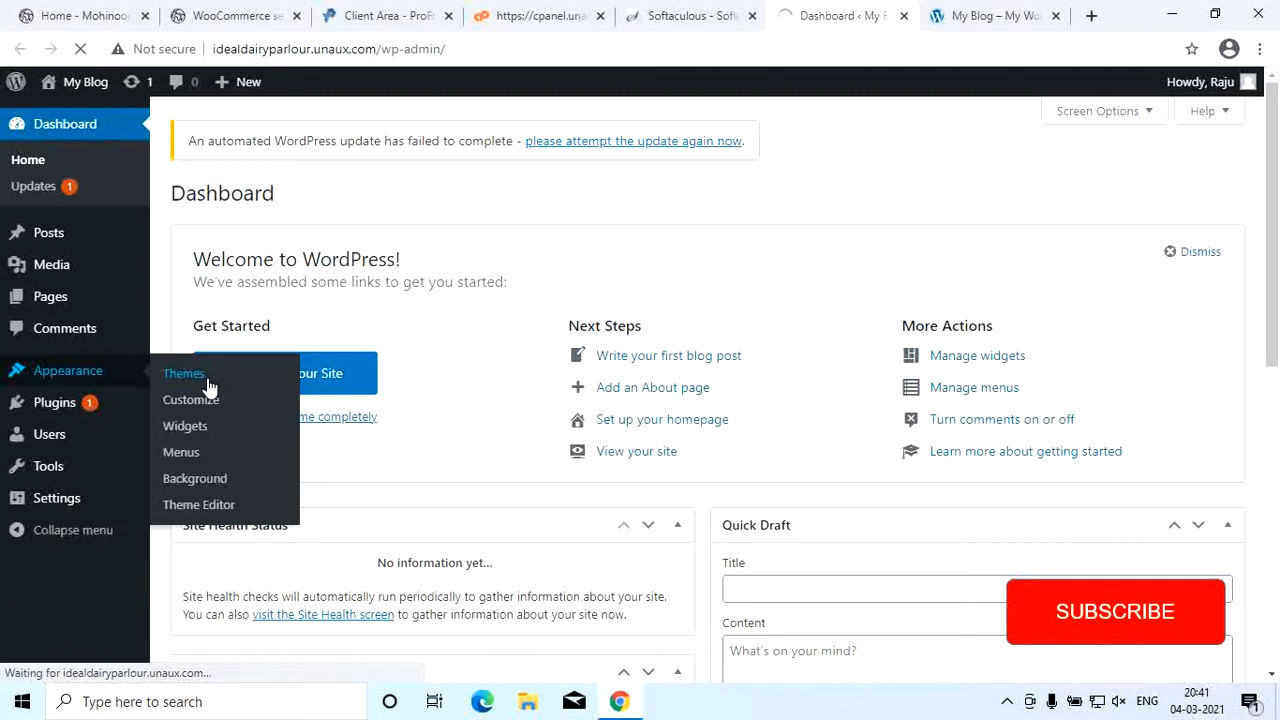 Home - Mohinoo
WooCommerce se
Client Area - ProF
https://cpanel.una
Softaculous - Soft
Dashboard ‹ My B
My Blog – My Wo
Not secure
idealdairyparlour.unaux.com/wp-admin/
My Blog
1
0
New
Howdy, Raju
Dashboard
Home
Updates 1
Posts
Media
Pages
Comments
Appearance
Plugins 1
Users
Tools
Settings
Collapse menu
Themes
Customize
Widgets
Menus
Background
Theme Editor
Screen Options
Help
An automated WordPress update has failed to complete - please attempt the update again now.
Dashboard
Welcome to WordPress!
We've assembled some links to get you started:
Dismiss
Get Started
our Site
me completely
Next Steps
Write your first blog post
Add an About page
Set up your homepage
View your site
More Actions
Manage widgets
Manage menus
Turn comments on or off
Learn more about getting started
Site Health Status
No information yet...
Site health checks will automatically run periodically to gather information about your site.
You can also visit the Site Health screen to gather information about your site now.
Quick Draft
Title
Content
What's on your mind?
SUBSCRIBE
Waiting for idealdairyparlour.unaux.com...
Type here to search
ENG
20:41
04-03-2021
1